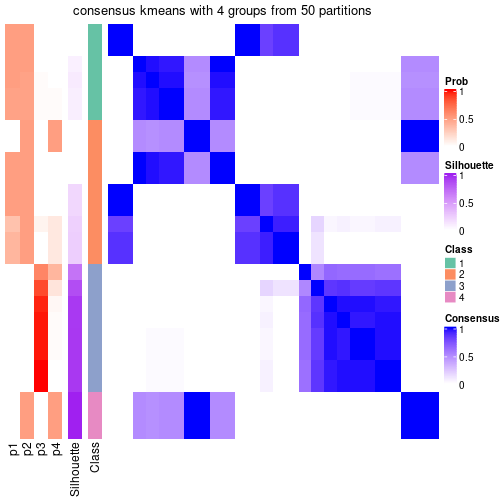 consensus kmeans with 4 groups from 50 partitions
Prob
1
0.5
0
Silhouette
1
0.5
0
Class
1
2
3
4
Consensus
1
0.5
0
p1
p2
p3
p4
Silhouette
Class